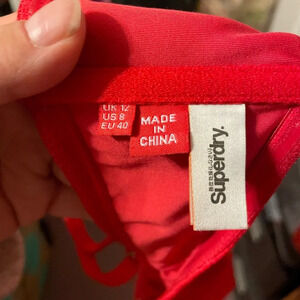 UK 12
US 8
EU 40
MADE
IN
CHINA
Superdry.